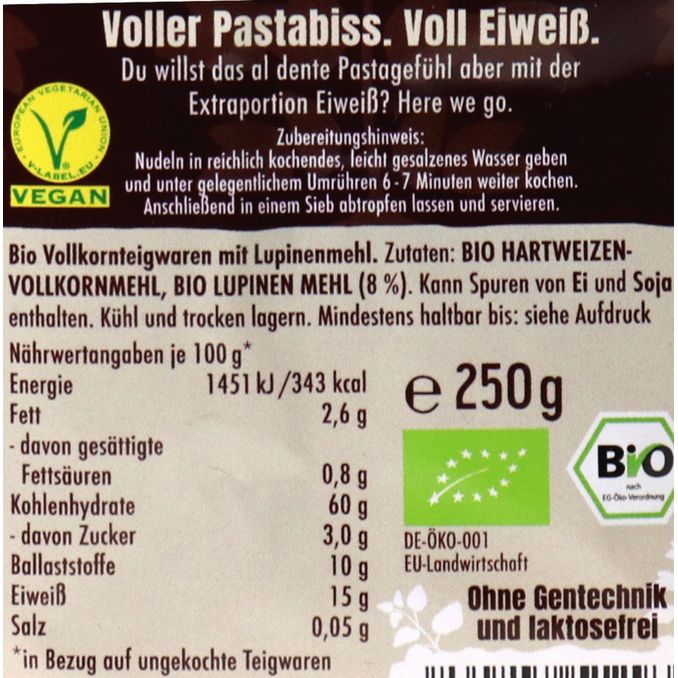 Voller Pastabiss. Voll Eiweiß.
Du willst das al dente Pastagefühl aber mit der
Extraportion Eiweiß? Here we go.
EUROPEAN VEGETARIAN UNION
V-LABEL.EU
VEGAN
Zubereitungshinweis:
Nudeln in reichlich kochendes, leicht gesalzenes Wasser geben
und unter gelegentlichem Umrühren 6 - 7 Minuten weiter kochen.
Anschließend in einem Sieb abtropfen lassen und servieren.
Bio Vollkornteigwaren mit Lupinenmehl. Zutaten: BIO HARTWEIZEN-
VOLLKORNMEHL, BIO LUPINEN MEHL (8 %). Kann Spuren von Ei und Soja
enthalten. Kühl und trocken lagern. Mindestens haltbar bis: siehe Aufdruck
Nährwertangaben je 100 g*
Energie 1451 kJ/343 kcal
Fett 2,6 g
- davon gesättigte
Fettsäuren 0,8 g
Kohlenhydrate 60 g
- davon Zucker 3,0 g
Ballaststoffe 10 g
Eiweiß 15 g
Salz 0,05 g
*in Bezug auf ungekochte Teigwaren
e 250g
Bio
nach
EG-Öko-Verordnung
DE-ÖKO-001
EU-Landwirtschaft
Ohne Gentechnik
und laktosefrei